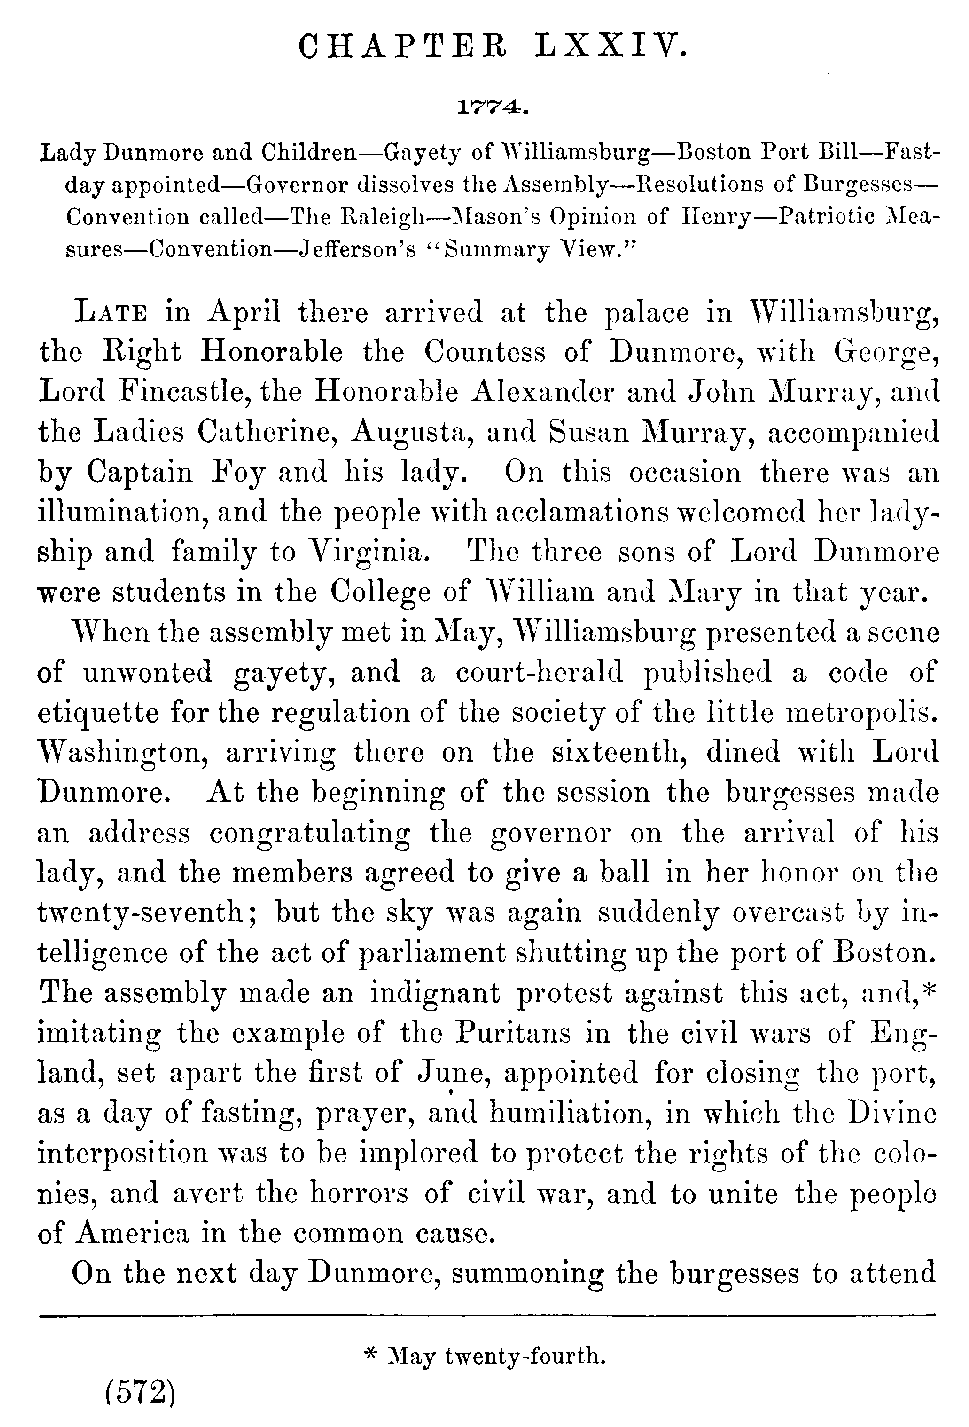 CHAPTER LXXIV.
1774.
Lady Dunmore and Children—Gayety of Williamsburg—Boston Port Bill—Fast-
day appointed—Governor dissolves the Assembly—Resolutions of Burgesses—
Convention called—The Raleigh—Mason's Opinion of Henry—Patriotic Mea-
sures—Convention—Jefferson's "Summary View."
LATE in April there arrived at the palace in Williamsburg,
the Right Honorable the Countess of Dunmore, with George,
Lord Fincastle, the Honorable Alexander and John Murray, and
the Ladies Catherine, Augusta, and Susan Murray, accompanied
by Captain Foy and his lady. On this occasion there was an
illumination, and the people with acclamations welcomed her lady-
ship and family to Virginia. The three sons of Lord Dunmore
were students in the College of William and Mary in that year.
When the assembly met in May, Williamsburg presented a scene
of unwonted gayety, and a court-herald published a code of
etiquette for the regulation of the society of the little metropolis.
Washington, arriving there on the sixteenth, dined with Lord
Dunmore. At the beginning of the session the burgesses made
an address congratulating the governor on the arrival of his
lady, and the members agreed to give a ball in her honor on the
twenty-seventh; but the sky was again suddenly overcast by in-
telligence of the act of parliament shutting up the port of Boston.
The assembly made an indignant protest against this act, and,*
imitating the example of the Puritans in the civil wars of Eng-
land, set apart the first of June, appointed for closing the port,
as a day of fasting, prayer, and humiliation, in which the Divine
interposition was to be implored to protect the rights of the colo-
nies, and avert the horrors of civil war, and to unite the people
of America in the common cause.
On the next day Dunmore, summoning the burgesses to attend
* May twenty-fourth.
(572)